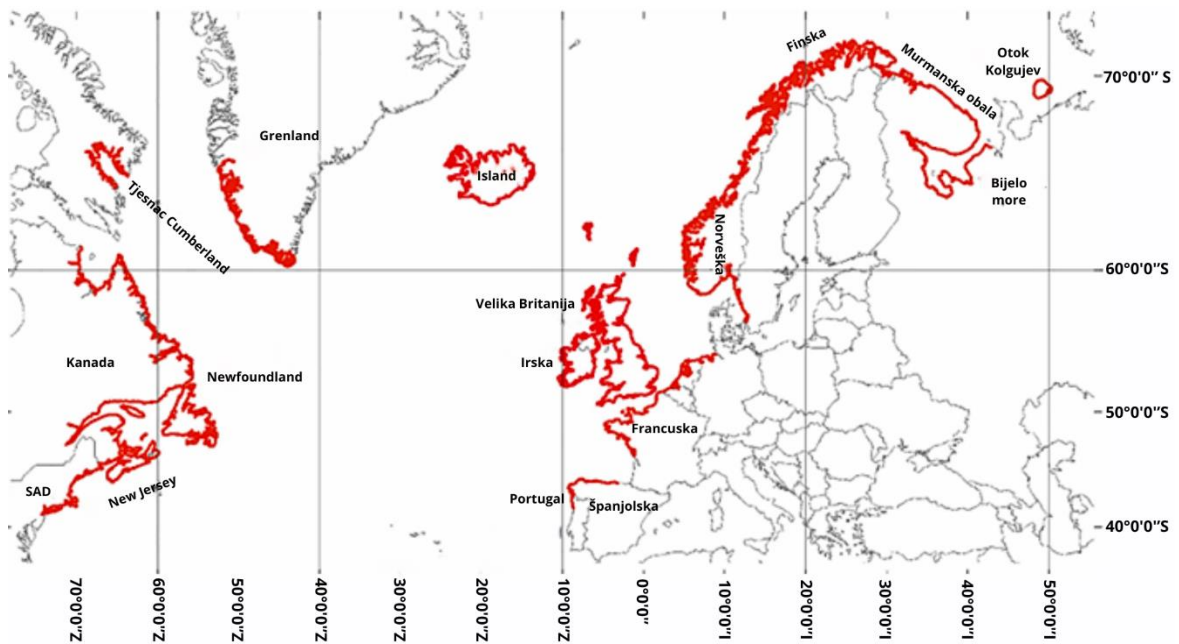 Finska
Murmanska obala
Otok
Kolgujev
70°0'0'' S
Grenland
Island
Tjesnac Cumberland
Bijelo
more
Norveška
60°0'0''S
Velika Britanija
Irska
Kanada
Newfoundland
50°0'0''S
Francuska
SAD
New Jersey
Portugal
Španjolska
40°0'0''S
70°0'0''Z
60°0'0''Z
50°0'0''Z
40°0'0''Z
30°0'0''Z
20°0'0''Z
10°0'0''Z
0°0'0''
10°0'0''I
20°0'0''I
30°0'0''I
40°0'0''I
50°0'0''I